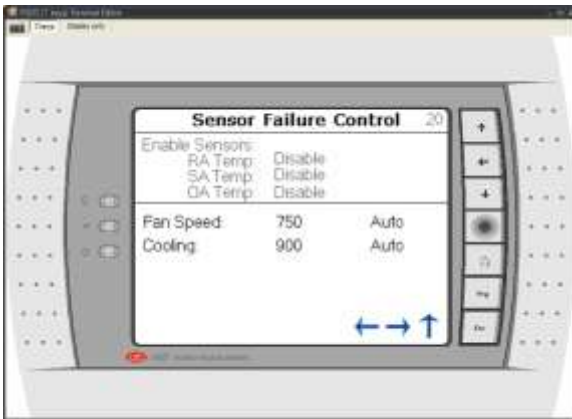 Sensor Failure Control 20
Enable Sensors:
RA Temp: Disable
SA Temp: Disable
OA Temp: Disable
Fan Speed: 750 Auto
Cooling: 900 Auto